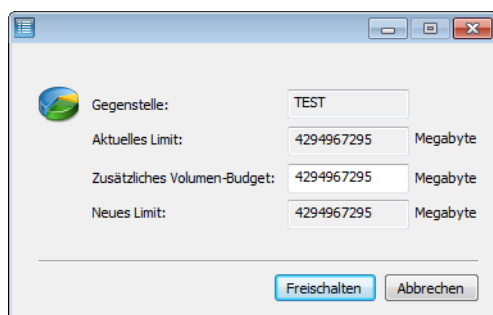 Gegenstelle: TEST
Aktuelles Limit: 4294967295 Megabyte
Zusätzliches Volumen-Budget: 4294967295 Megabyte
Neues Limit: 4294967295 Megabyte
Freischalten Abbrechen